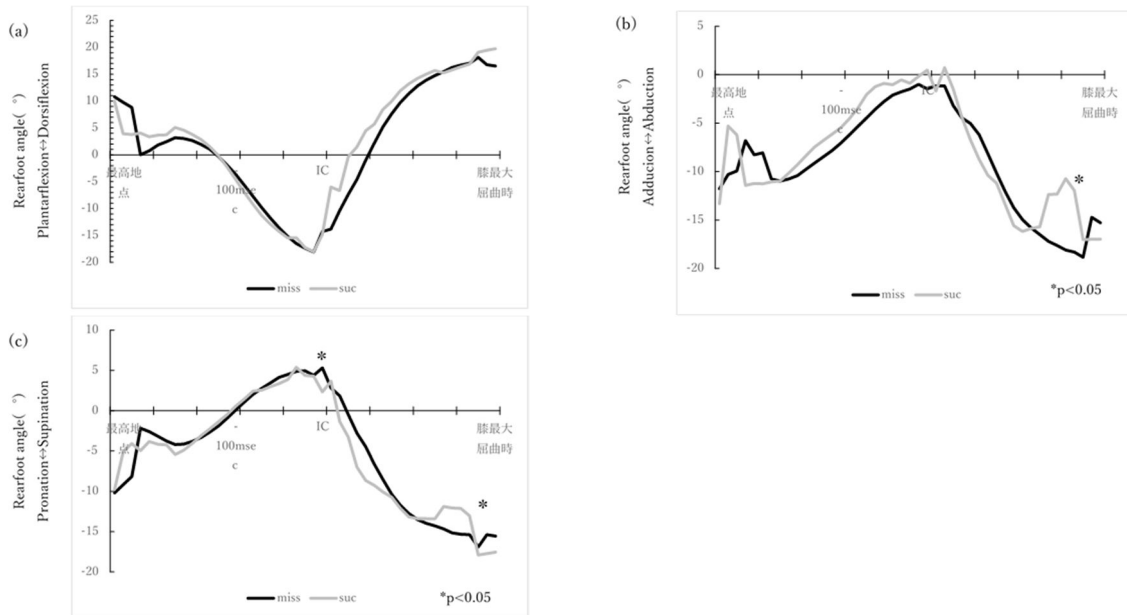 (a)
Rearfoot angle( °)
Plantarflexion⇔Dorsiflexion
25
20
15
10
5
0
-5
-10
-15
-20
最高地
点
-
100mse
c
IC
膝最大
屈曲時
miss
suc
(b)
Rearfoot angle( °)
Adducion⇔Abduction
5
0
-5
-10
-15
-20
最高地
点
-
100mse
c
IC
膝最大
屈曲時
*
miss
suc
*p<0.05
(c)
Rearfoot angle( °)
Pronation⇔Supination
10
5
0
-5
-10
-15
-20
最高地
点
-
100mse
c
IC
膝最大
屈曲時
*
*
miss
suc
*p<0.05